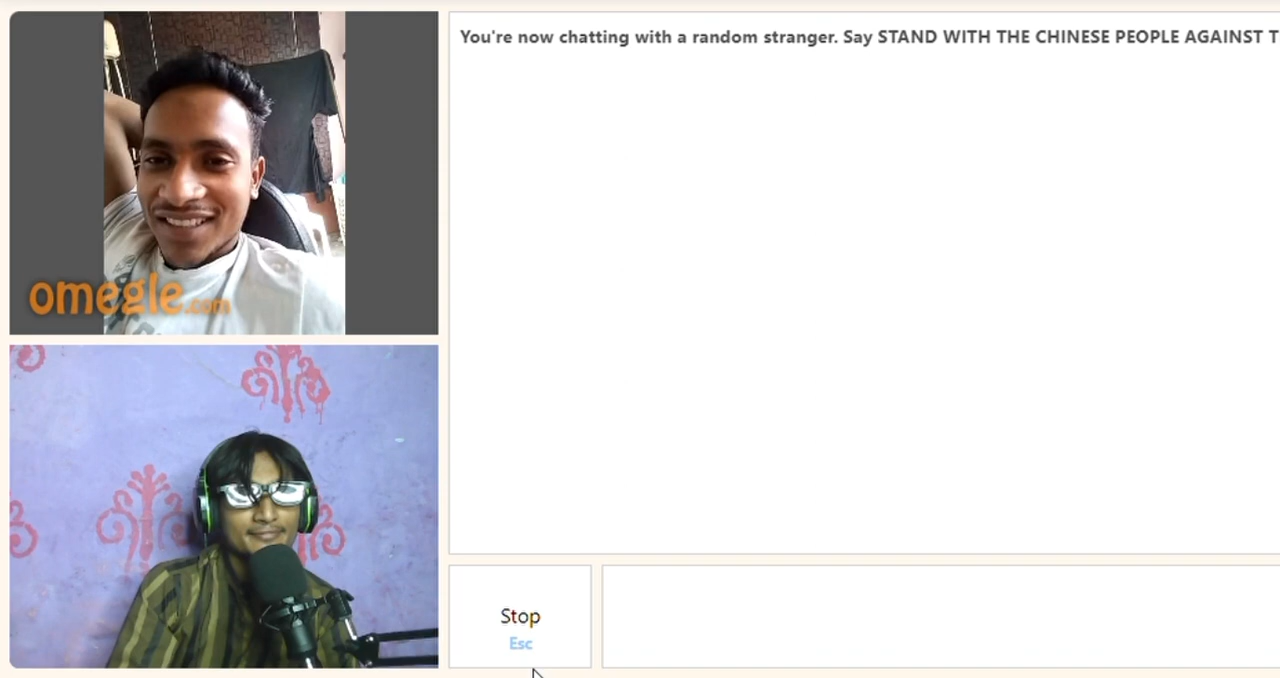 You're now chatting with a random stranger. Say STAND WITH THE CHINESE PEOPLE AGAINST T
omegle.com
Stop
Esc